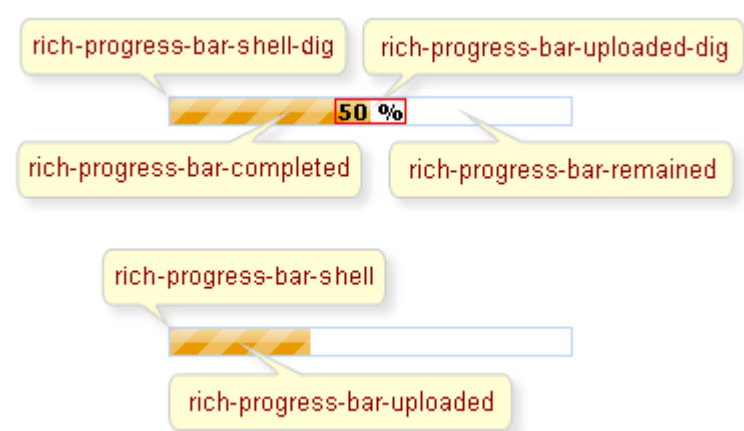 rich-progress-bar-shell-dig
rich-progress-bar-uploaded-dig
50 %
rich-progress-bar-completed
rich-progress-bar-remained
rich-progress-bar-shell
rich-progress-bar-uploaded